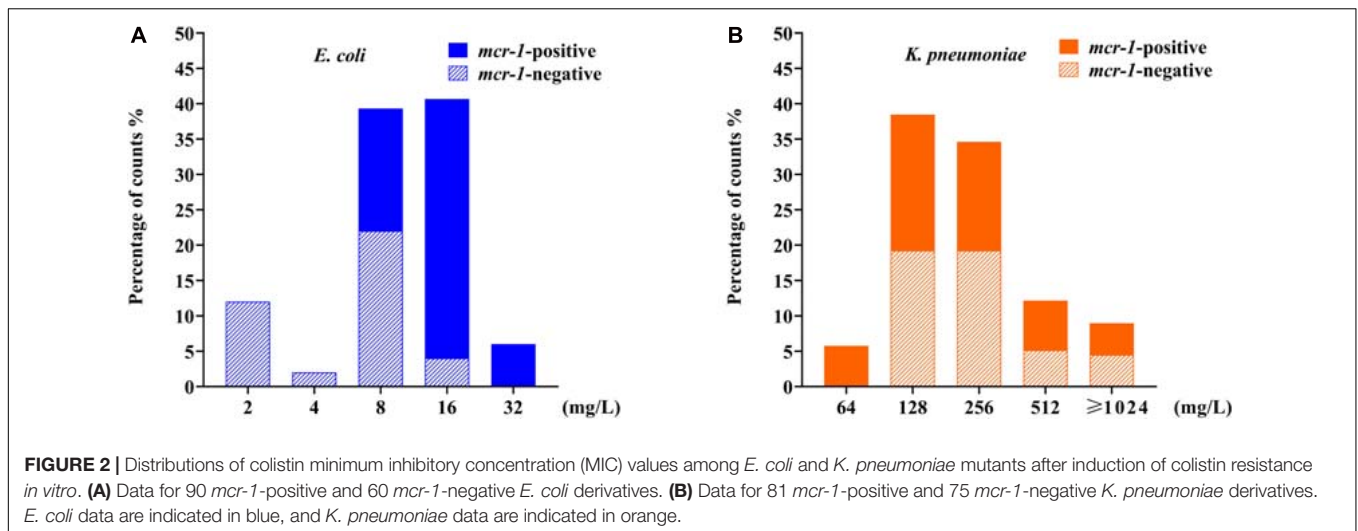 A
50
45
40
35
30
25
20
15
10
5
0
Percentage of counts %
E. coli
mcr-1-positive
mcr-1-negative
2 4 8 16 32 (mg/L)
B
50
45
40
35
30
25
20
15
10
5
0
Percentage of counts %
K. pneumoniae
mcr-1-positive
mcr-1-negative
64 128 256 512 ≥1024 (mg/L)
FIGURE 2 | Distributions of colistin minimum inhibitory concentration (MIC) values among E. coli and K. pneumoniae mutants after induction of colistin resistance
in vitro. (A) Data for 90 mcr-1-positive and 60 mcr-1-negative E. coli derivatives. (B) Data for 81 mcr-1-positive and 75 mcr-1-negative K. pneumoniae derivatives.
E. coli data are indicated in blue, and K. pneumoniae data are indicated in orange.